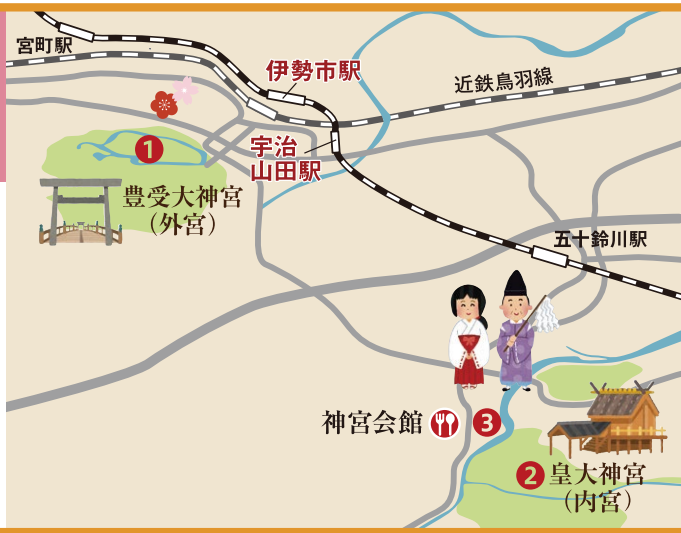 宮町駅
伊勢市駅
近鉄鳥羽線
宇治
山田駅
1
豊受大神宮
（外宮）
五十鈴川駅
神宮会館
3
2
皇大神宮
（内宮）